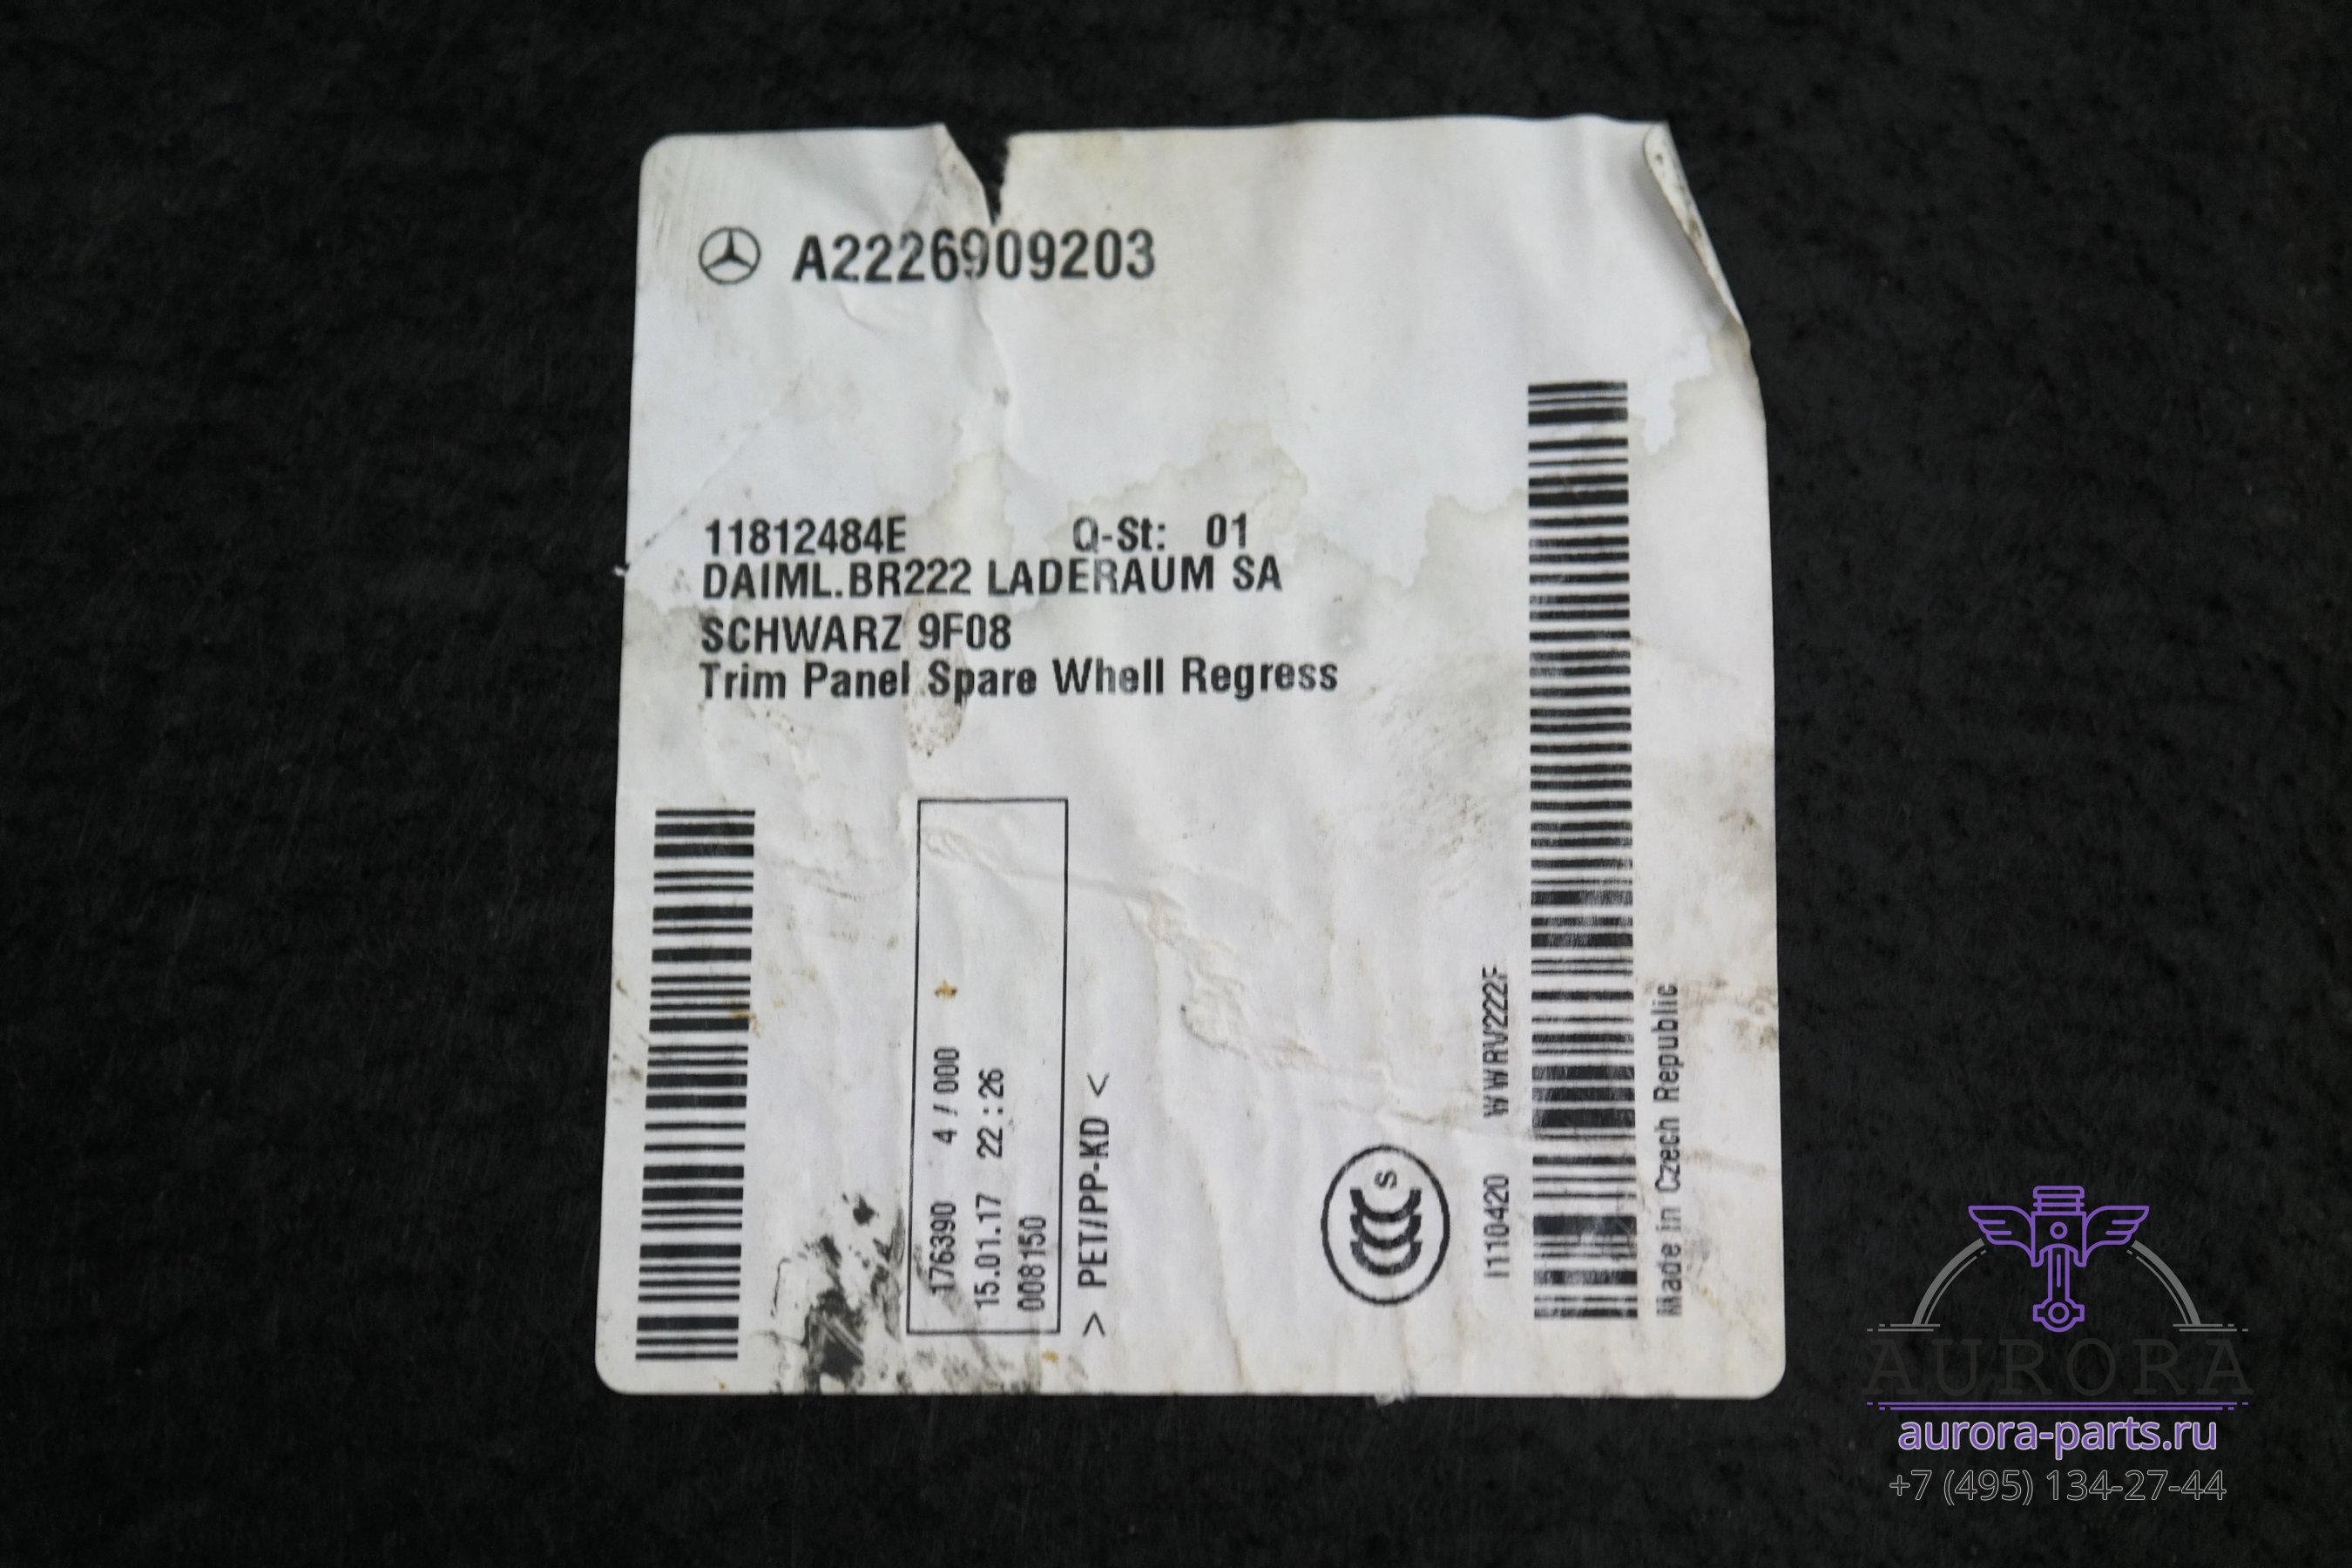 A2226909203
11812484E Q-St: 01
DAIML.BR222 LADERAUM SA
SCHWARZ 9F08
Trim Panel Spare Whell Regress
1763390 4/000
15.01.17 22:26
0081150
> PET/PP-KD <
S
I110420 WWRV222F
Made in Czech Republic
AURORA
aurora-parts.ru
+7 (495) 134-27-44